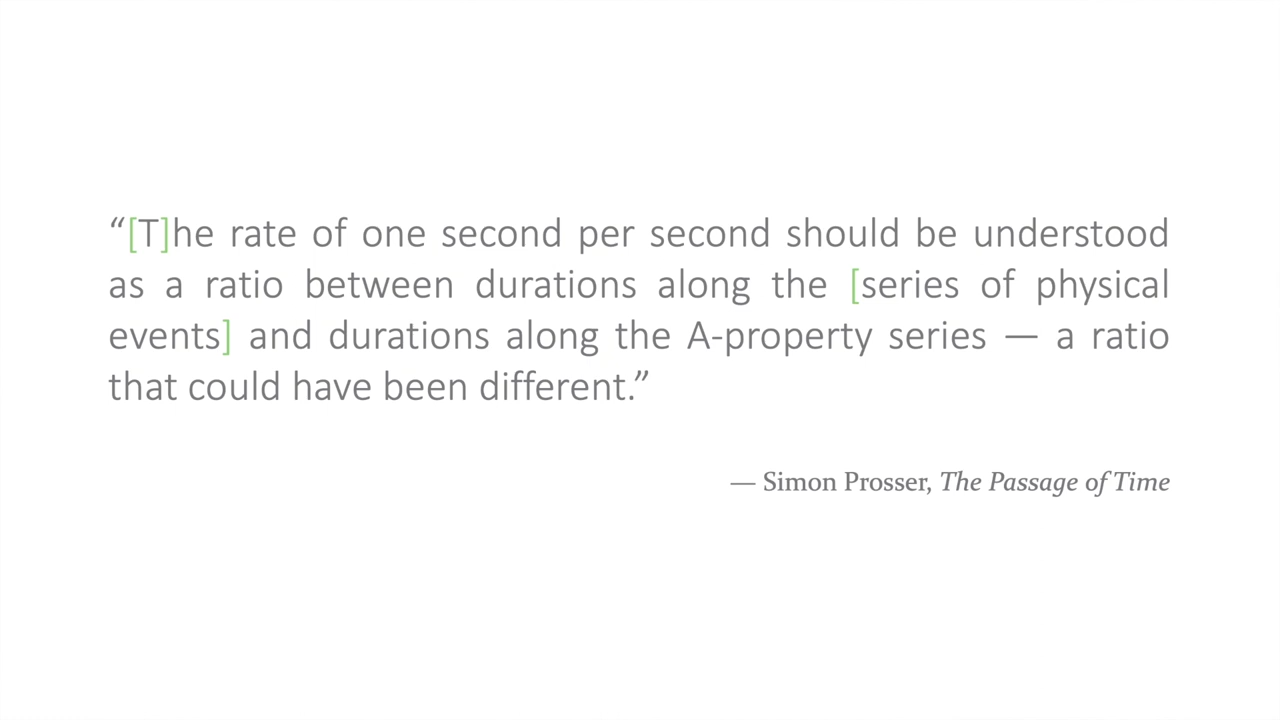 “[T]he rate of one second per second should be understood
as a ratio between durations along the [series of physical
events] and durations along the A-property series — a ratio
that could have been different.”
— Simon Prosser, The Passage of Time